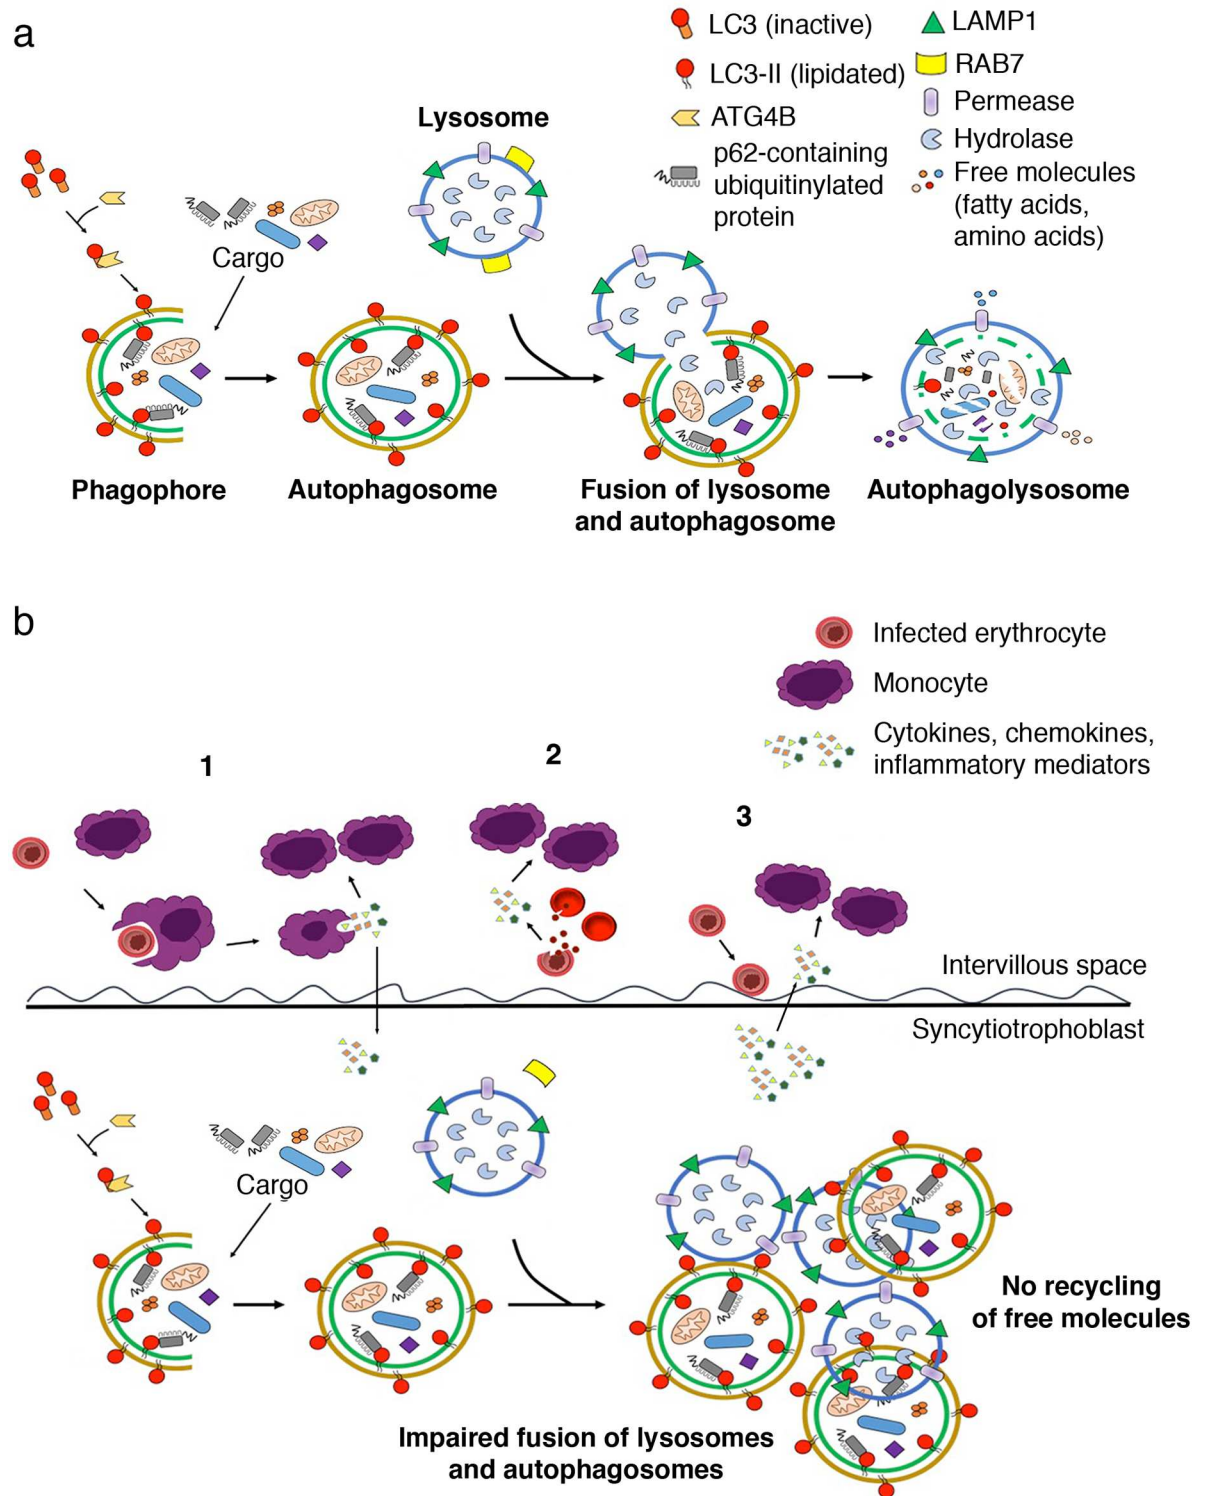 a
LC3 (inactive)
LC3-II (lipidated)
ATG4B
p62-containing
ubiquitinylated
protein
LAMP1
RAB7
Permease
Hydrolase
Free molecules
(fatty acids,
amino acids)
Lysosome
Cargo
Phagophore
Autophagosome
Fusion of lysosome
and autophagosome
Autophagolysosome
b
Infected erythrocyte
Monocyte
Cytokines, chemokines,
inflammatory mediators
1
2
3
Intervillous space
Syncytiotrophoblast
Cargo
No recycling
of free molecules
Impaired fusion of lysosomes
and autophagosomes